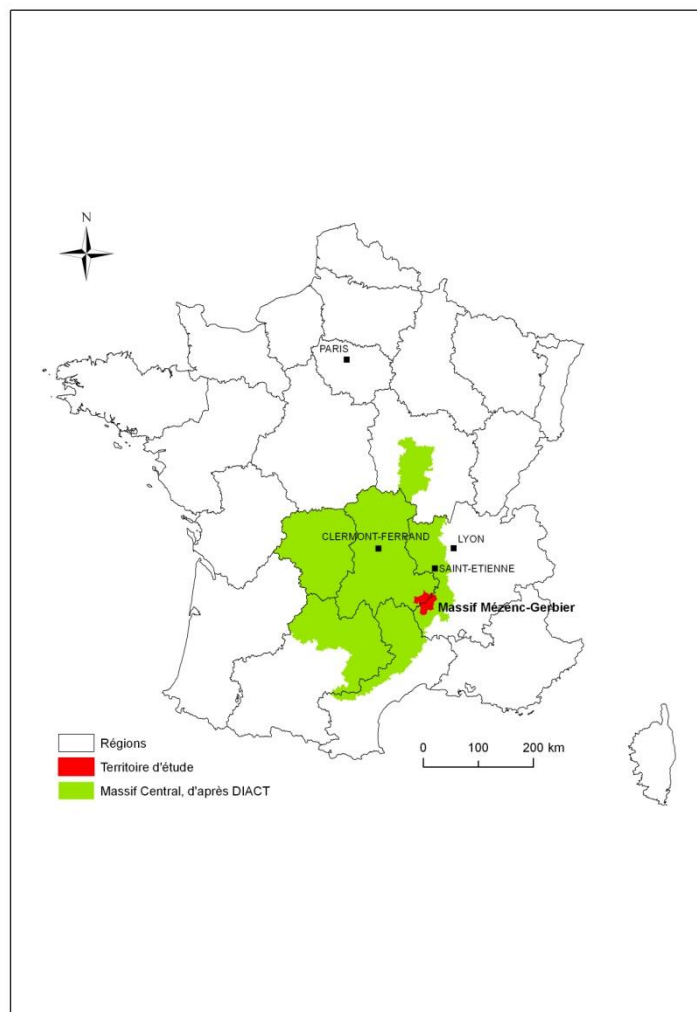 N
PARIS
CLERMONT-FERRAND
LYON
SAINT-ETIENNE
Massif Mézenc-Gerbier
Régions
Territoire d'étude
Massif Central, d'après DIACT
0 100 200 km